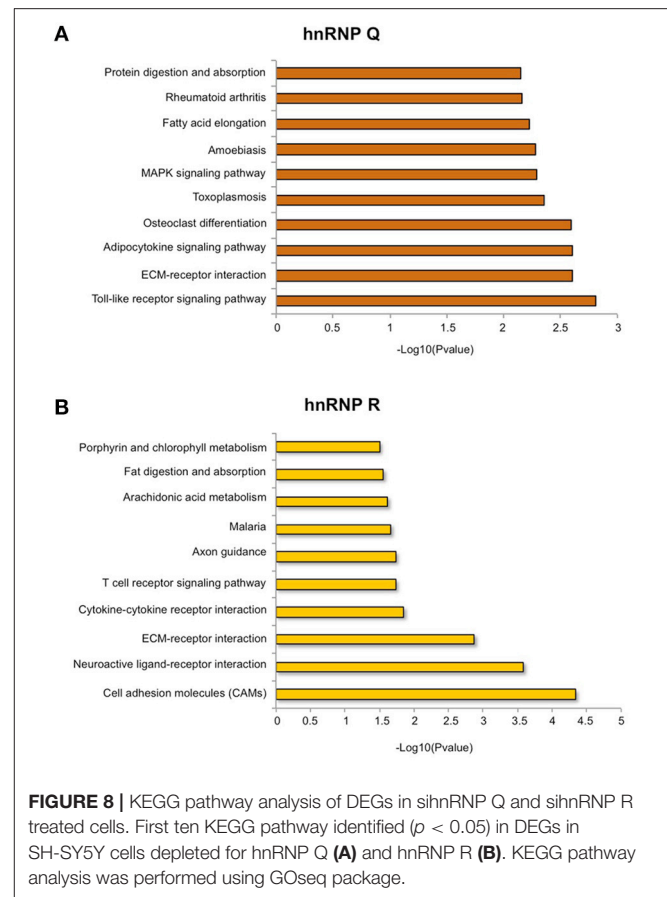 A
hnRNP Q
Protein digestion and absorption
Rheumatoid arthritis
Fatty acid elongation
Amoebiasis
MAPK signaling pathway
Toxoplasmosis
Osteoclast differentiation
Adipocytokine signaling pathway
ECM-receptor interaction
Toll-like receptor signaling pathway
0 0.5 1 1.5 2 2.5 3
-Log10(Pvalue)
B
hnRNP R
Porphyrin and chlorophyll metabolism
Fat digestion and absorption
Arachidonic acid metabolism
Malaria
Axon guidance
T cell receptor signaling pathway
Cytokine-cytokine receptor interaction
ECM-receptor interaction
Neuroactive ligand-receptor interaction
Cell adhesion molecules (CAMs)
0 0.5 1 1.5 2 2.5 3 3.5 4 4.5 5
-Log10(Pvalue)
FIGURE 8 | KEGG pathway analysis of DEGs in sihnRNP Q and sihnRNP R
treated cells. First ten KEGG pathway identified (p < 0.05) in DEGs in
SH-SY5Y cells depleted for hnRNP Q (A) and hnRNP R (B). KEGG pathway
analysis was performed using GOseq package.